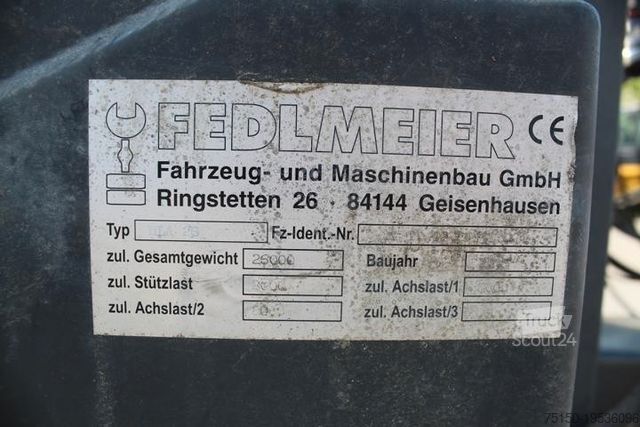 FEDLMEIER CE
Fahrzeug- und Maschinenbau GmbH
Ringstetten 26 · 84144 Geisenhausen
Typ Fz-Ident.-Nr.
zul. Gesamtgewicht 26000 Baujahr
zul. Stützlast zul. Achslast/1
zul. Achslast/2 zul. Achslast/3
Truck
Scout24
75150-19536096